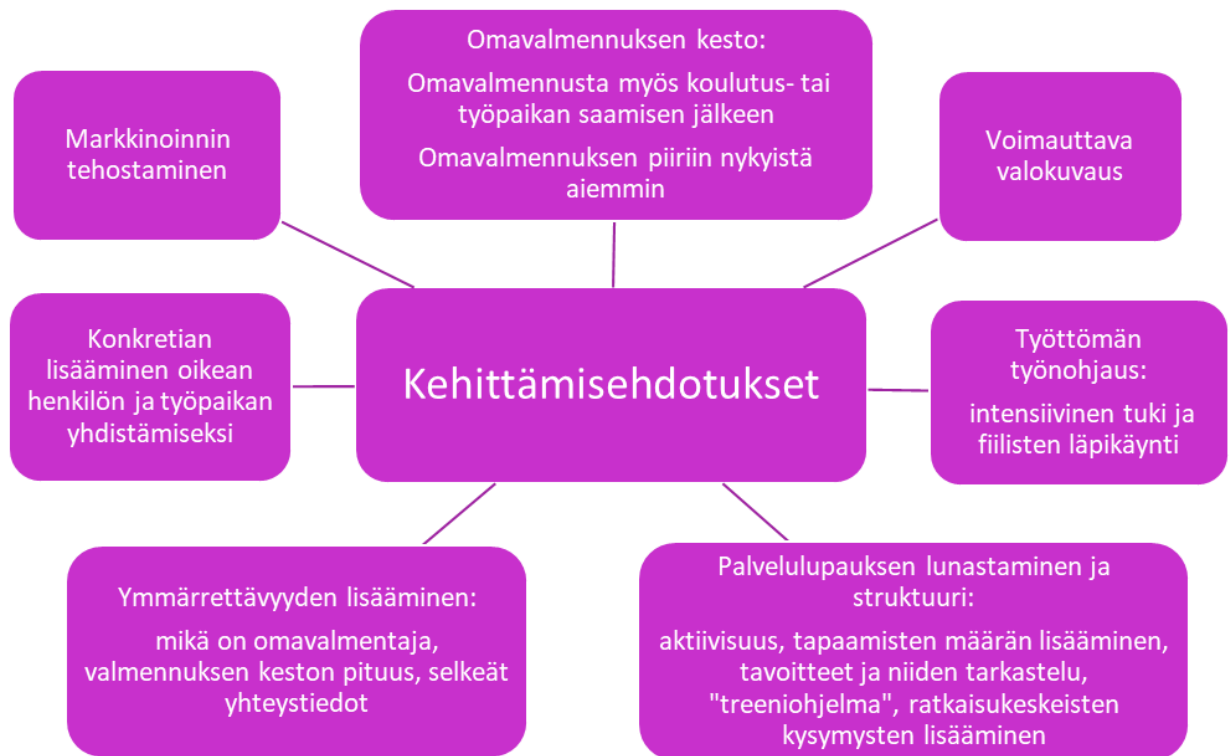 Omavalmennuksen kesto:
Omavalmennusta myös koulutus- tai
työpaikan saamisen jälkeen
Omavalmennuksen piiriin nykyistä
aiemmin
Markkinoinnin
tehostaminen
Voimauttava
valokuvaus
Konkretian
lisääminen oikean
henkilön ja työpaikan
yhdistämiseksi
Kehittämisehdotukset
Työttömän
työnohjaus:
intensiivinen tuki ja
fiilisten läpikäynti
Ymmärrettävyyden lisääminen:
mikä on omavalmentaja,
valmennuksen keston pituus, selkeät
yhteystiedot
Palvelulupauksen lunastaminen ja
struktuuri:
aktiivisuus, tapaamisten määrän lisääminen,
tavoitteet ja niiden tarkastelu,
"treeniohjelma", ratkaisukeskeisten
kysymysten lisääminen